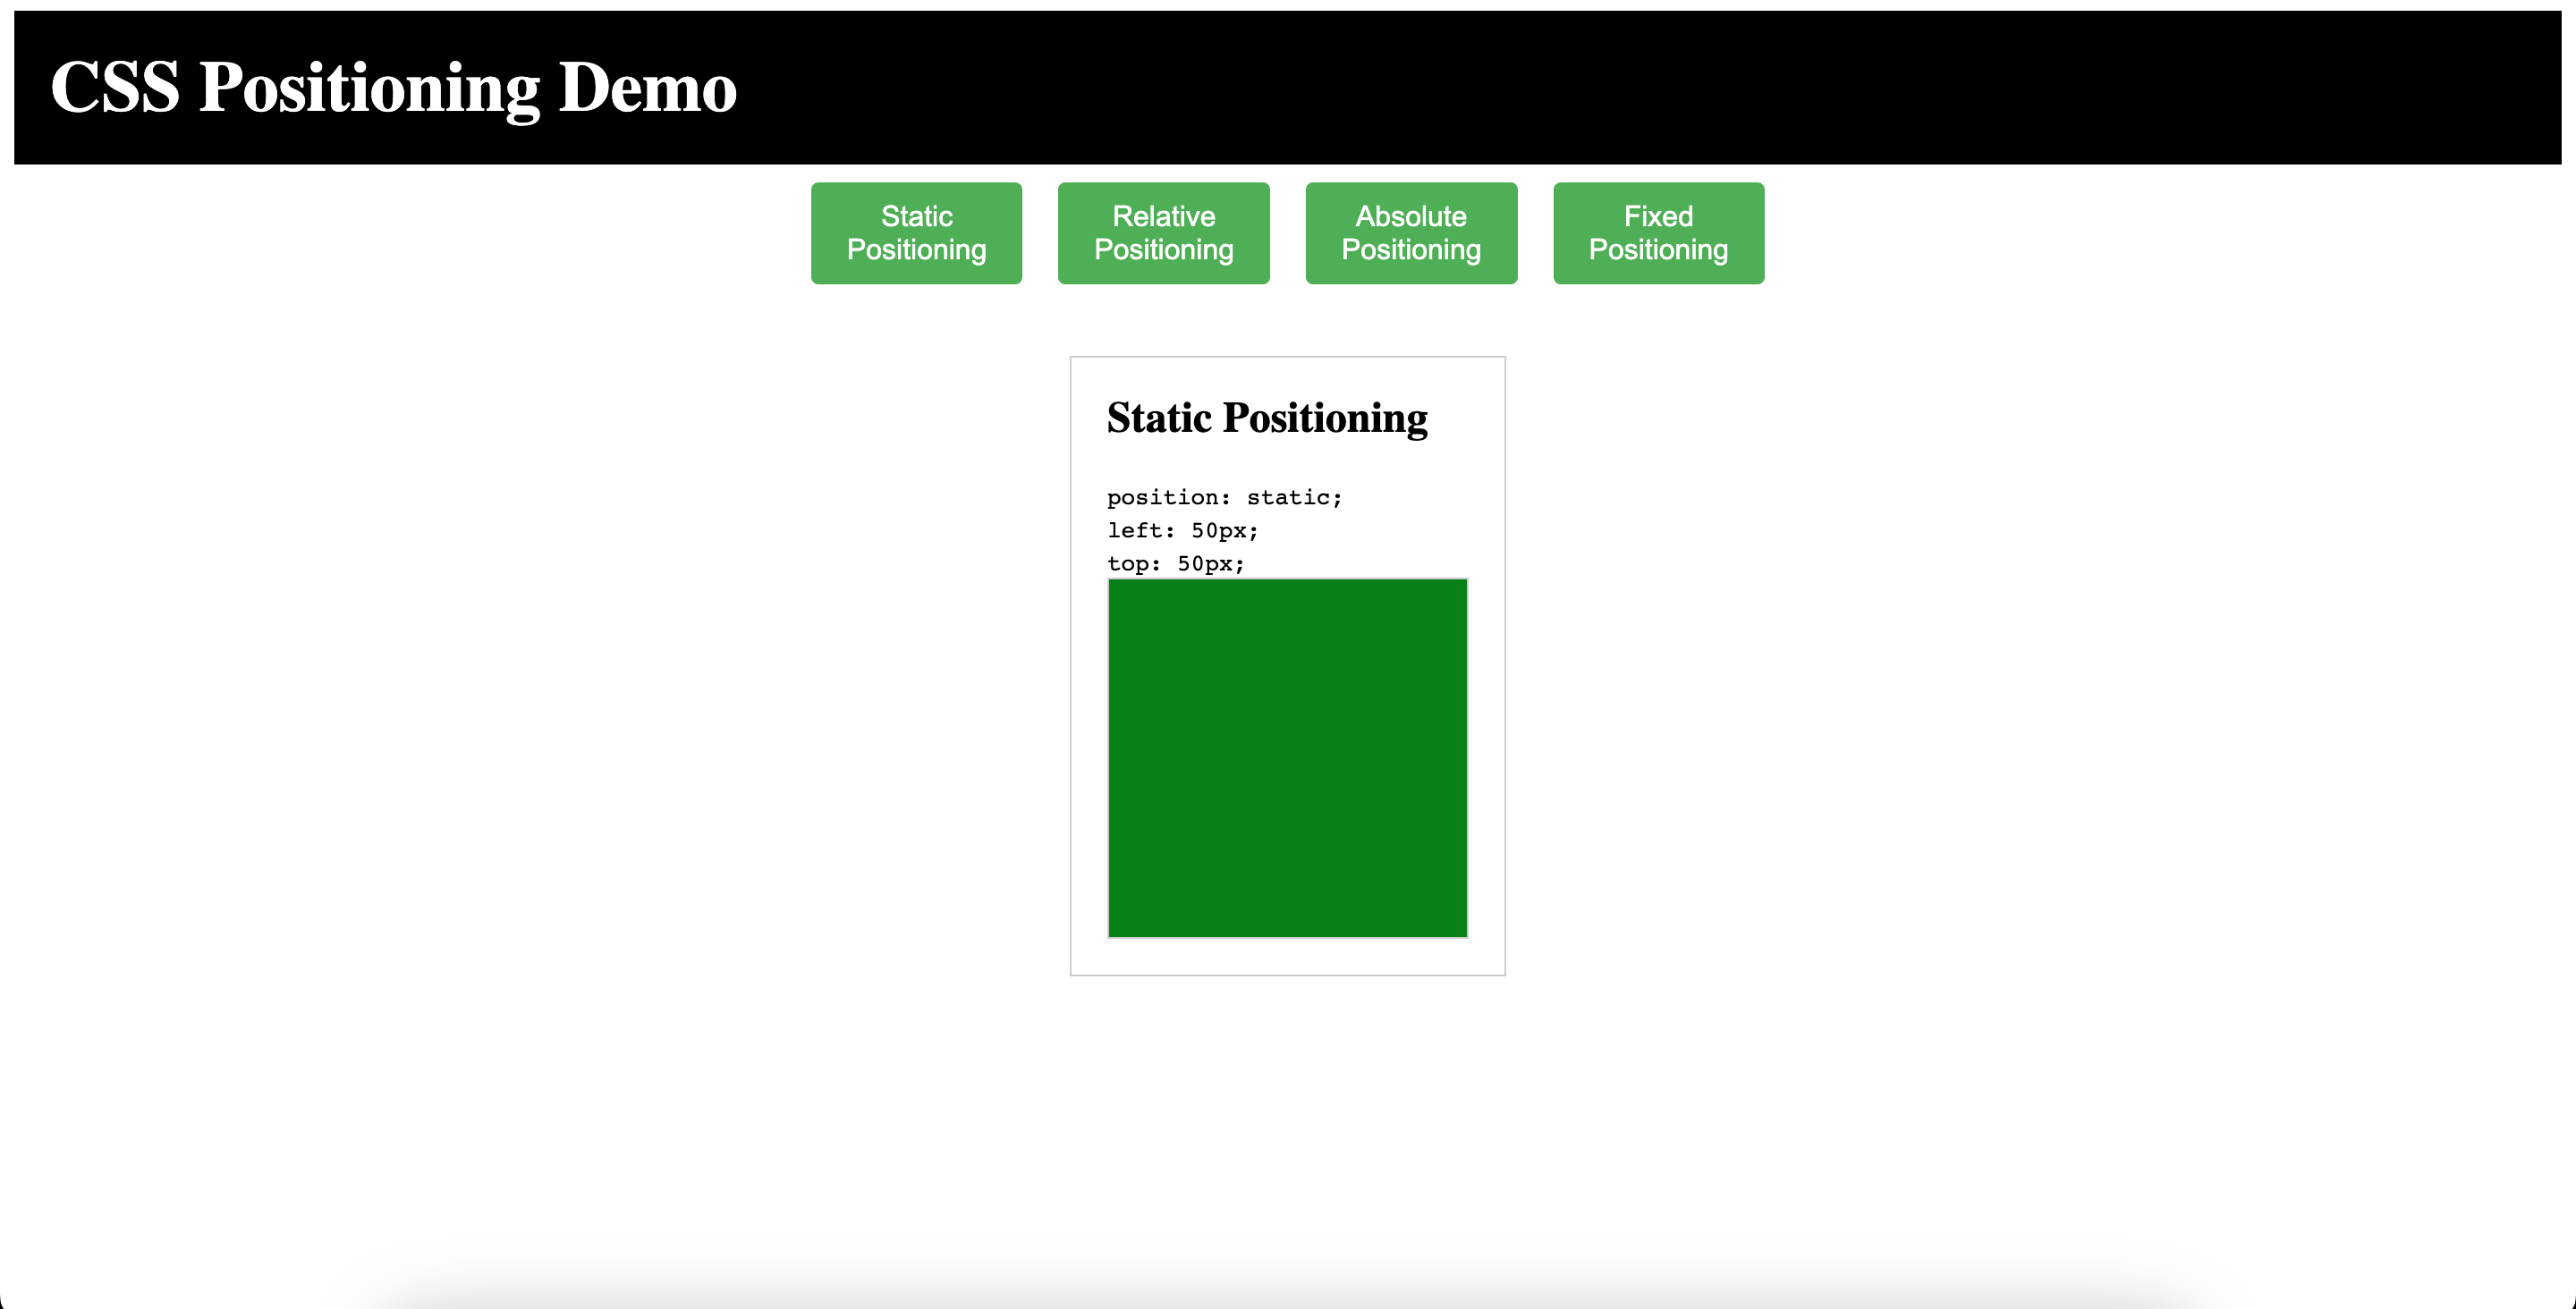 CSS Positioning Demo
Static
Positioning
Relative
Positioning
Absolute
Positioning
Fixed
Positioning
Static Positioning
position: static;
left: 50px;
top: 50px;